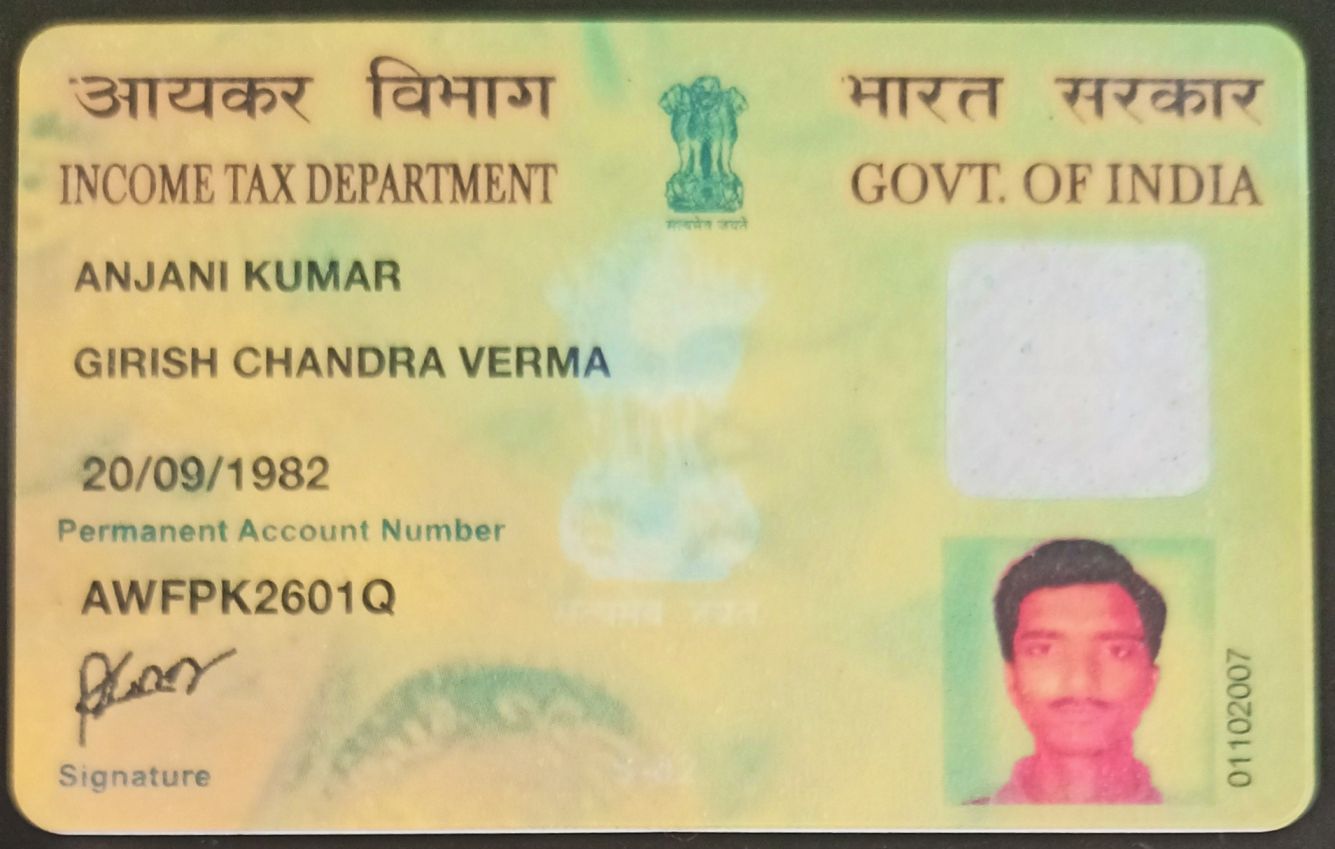 आयकर विभाग
INCOME TAX DEPARTMENT
भारत सरकार
GOVT. OF INDIA
सत्यमेव जयते
ANJANI KUMAR
GIRISH CHANDRA VERMA
20/09/1982
Permanent Account Number
AWFPK2601Q
Signature
01102007